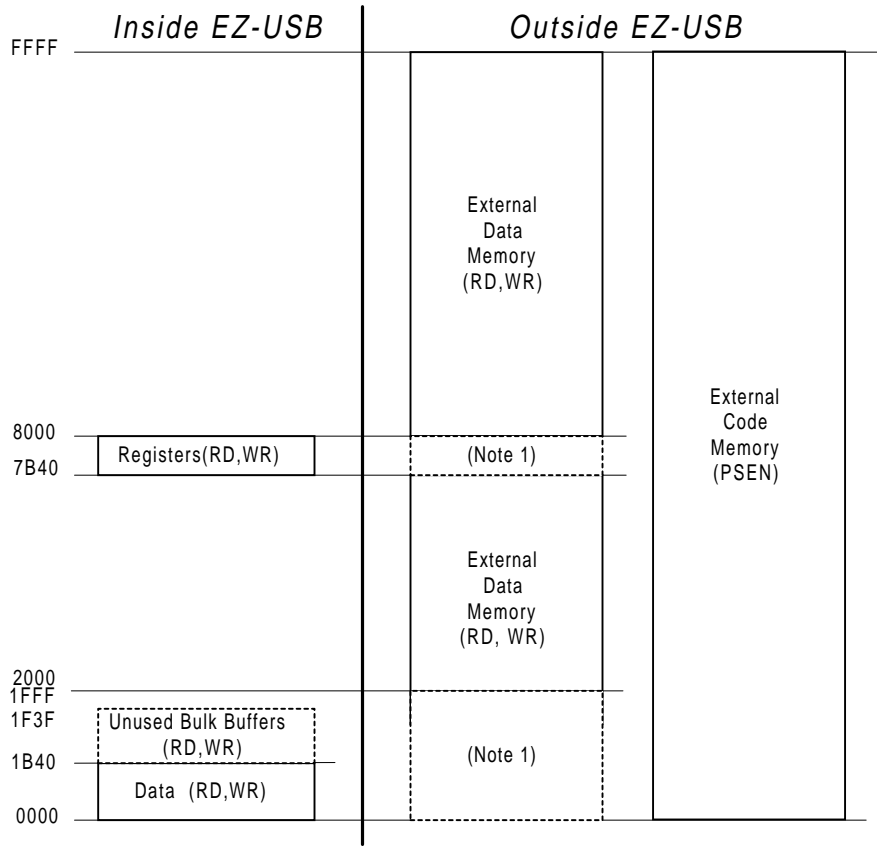 Inside EZ-USB
Outside EZ-USB
FFFF
External
Data
Memory
(RD,WR)
External
Code
Memory
(PSEN)
8000
Registers(RD,WR)
(Note 1)
7B40
External
Data
Memory
(RD, WR)
2000
1FFF
1F3F
Unused Bulk Buffers
(RD,WR)
(Note 1)
1B40
Data (RD,WR)
0000